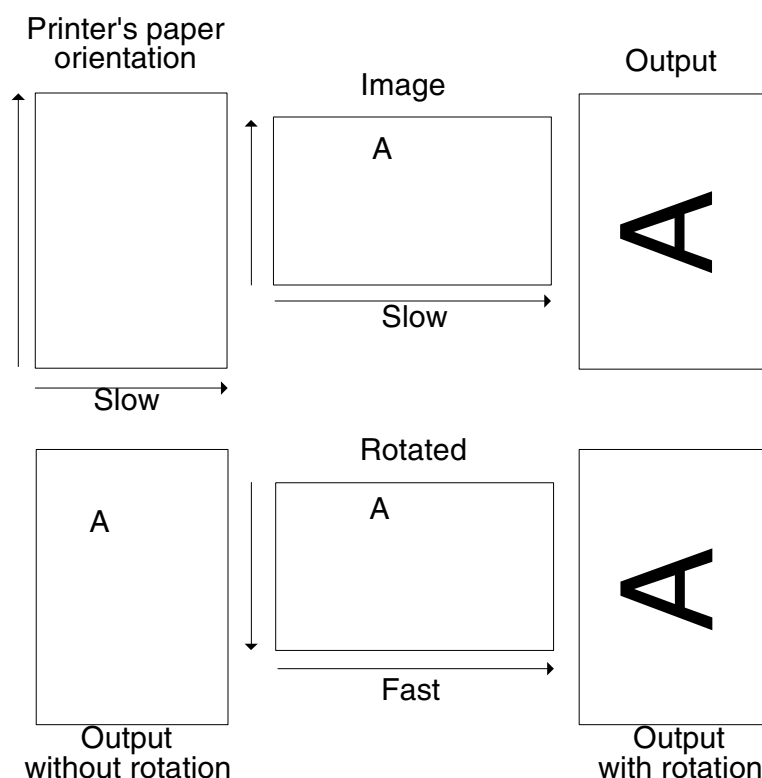 Printer's paper
orientation
Image
Output
A
A
Slow
Slow
Rotated
A
A
A
Fast
Output
without rotation
Output
with rotation